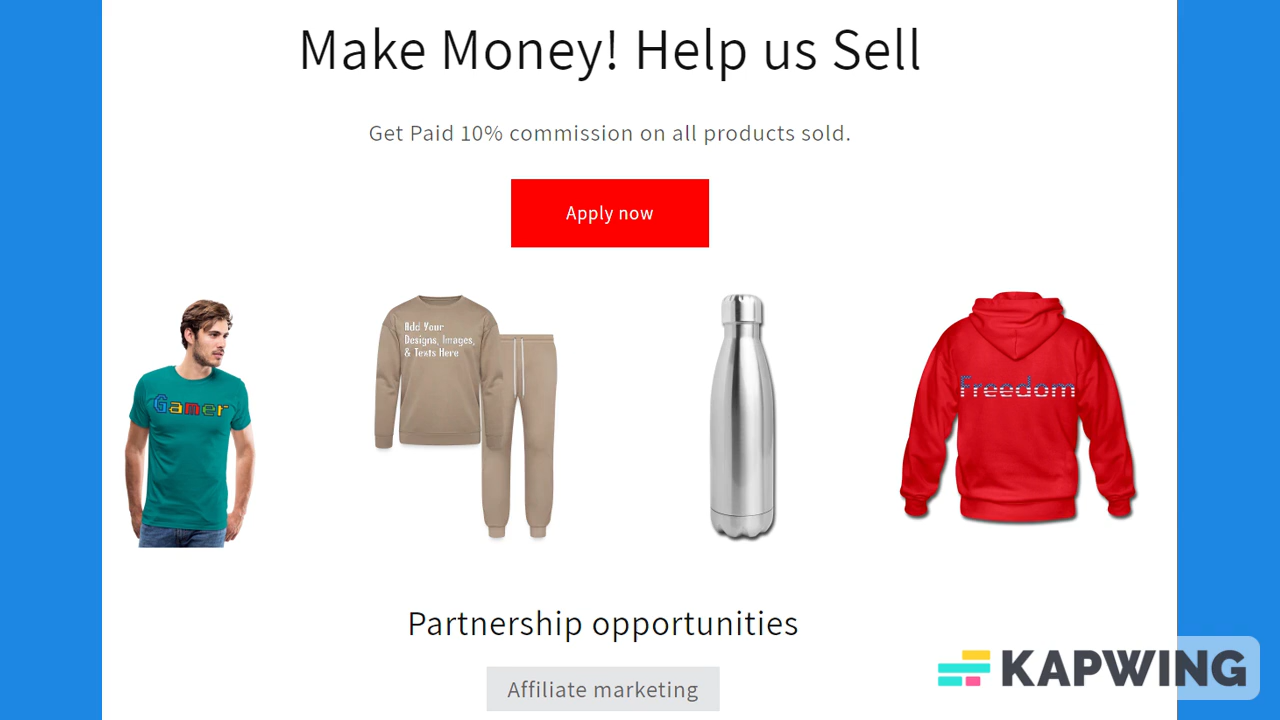 Make Money! Help us Sell
Get Paid 10% commission on all products sold.
Apply now
Gamer
Add Your
Designs, Images,
& Texts Here
Freedom
Partnership opportunities
Affiliate marketing
KAPWING